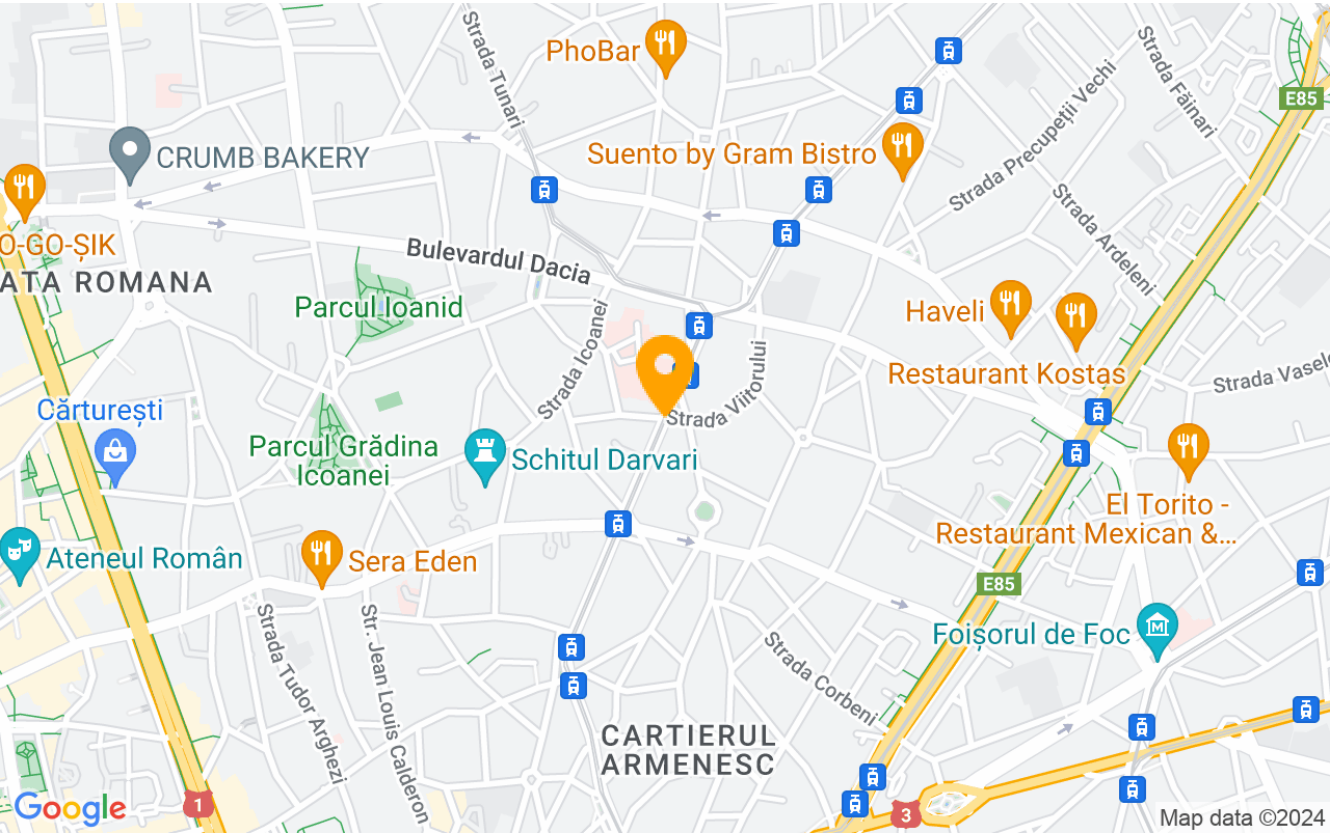 Strada Tunari
PhoBar
Strada Precupeții Vechi
Strada Făinari
E85
CRUMB BAKERY
Suento by Gram Bistro
O-GO-ȘIK
ATA ROMANA
Bulevardul Dacia
Strada Ardeleni
Parcul Ioanid
Strada Icoanei
Haveli
Strada Viitorului
Restaurant Kostas
Strada Vasele
Cărturești
Parcul Grădina
Icoanei
Schitul Darvari
El Torito -
Restaurant Mexican &...
Ateneul Român
Sera Eden
E85
Foișorul de Foc
Strada Tudor Arghezi
Str. Jean Louis Calderon
Strada Corbeni
CARTIERUL
ARMENESC
Google
1
3
Map data ©2024